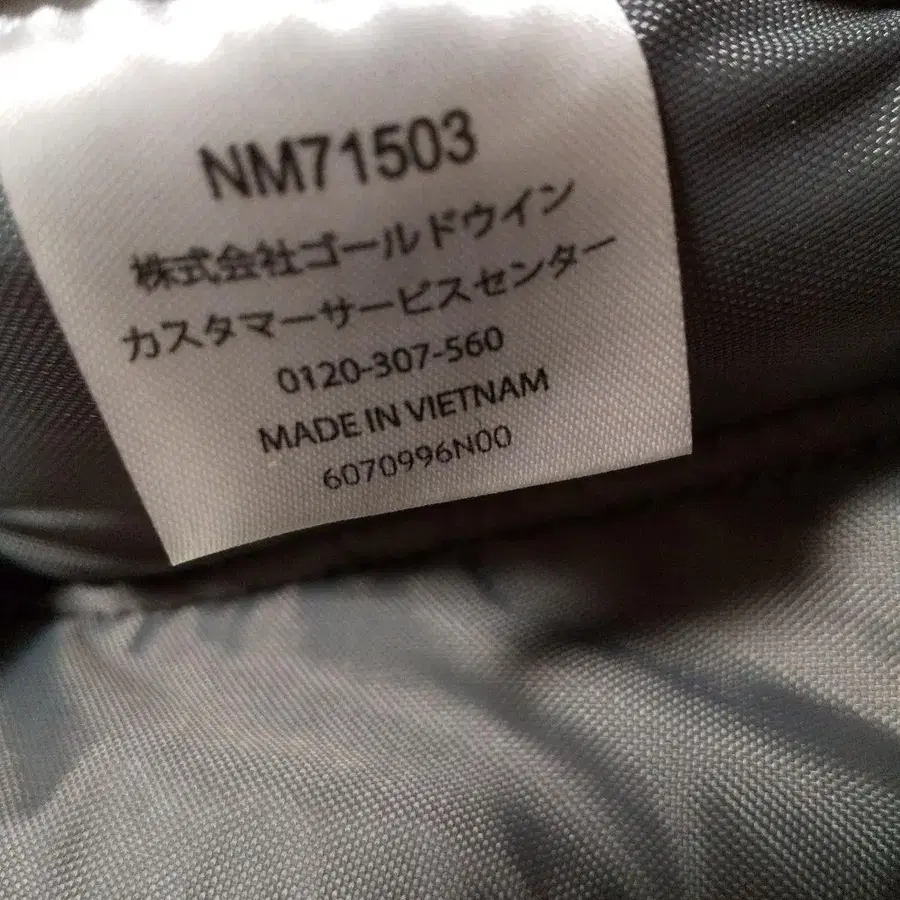 NM71503
株式会社ゴールドウイン
カスタマーサービスセンター
0120-307-560
MADE IN VIETNAM
6070996N00